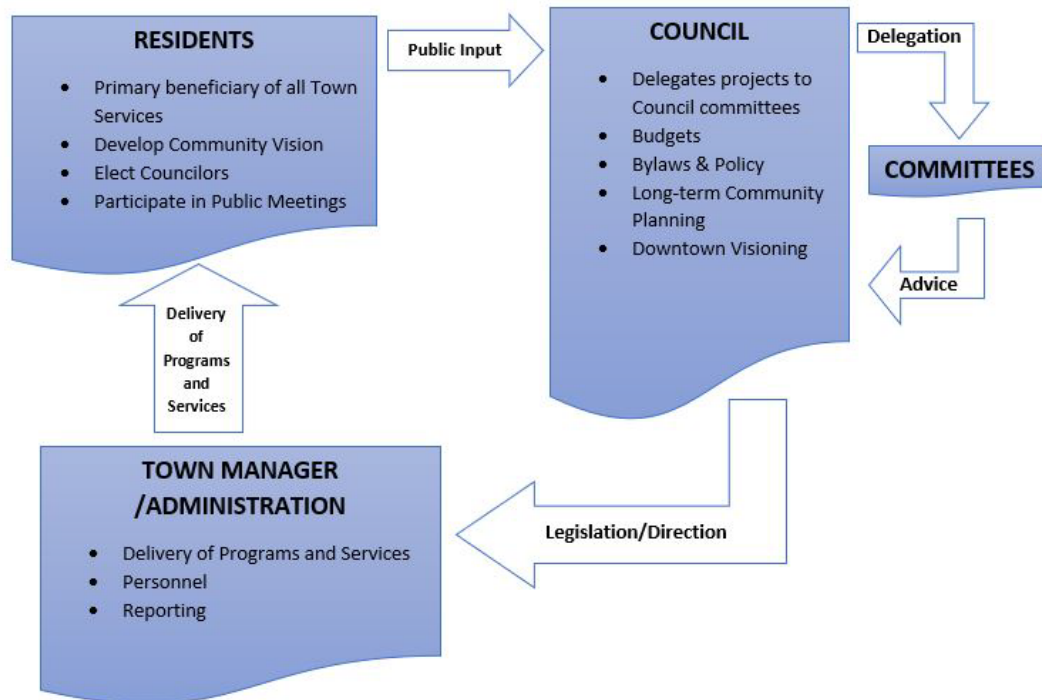 RESIDENTS
• Primary beneficiary of all Town
Services
• Develop Community Vision
• Elect Councilors
• Participate in Public Meetings
Public Input
COUNCIL
• Delegates projects to
Council committees
• Budgets
• Bylaws & Policy
• Long-term Community
Planning
• Downtown Visioning
Delegation
COMMITTEES
Advice
Legislation/Direction
TOWN MANAGER
/ADMINISTRATION
• Delivery of Programs and Services
• Personnel
• Reporting
Delivery
of
Programs
and
Services